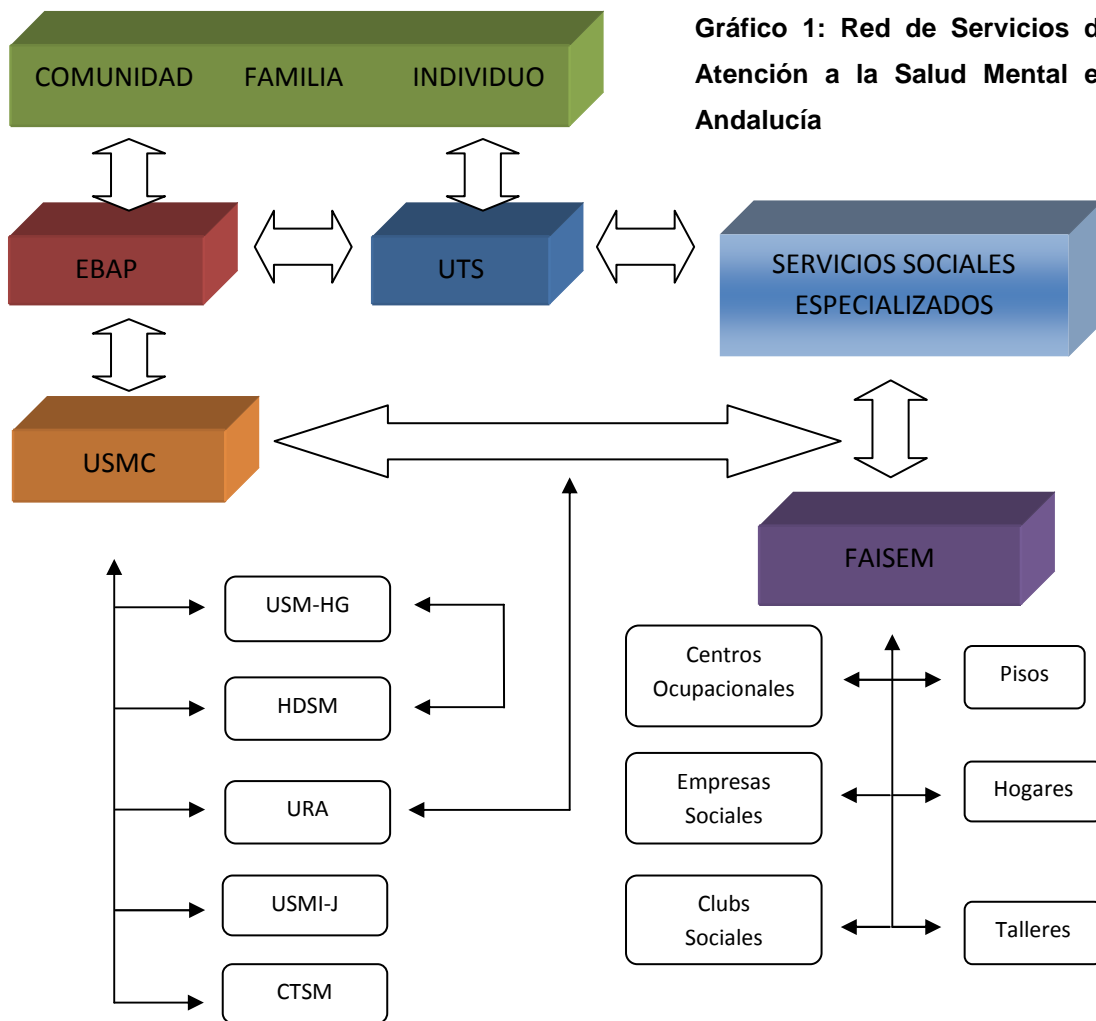 Gráfico 1: Red de Servicios d
Atención a la Salud Mental e
Andalucía
COMUNIDAD FAMILIA INDIVIDUO
EBAP
UTS
SERVICIOS SOCIALES
ESPECIALIZADOS
USMC
FAISEM
USM-HG
HDSM
URA
USMI-J
CTSM
Centros
Ocupacionales
Pisos
Empresas
Sociales
Hogares
Clubs
Sociales
Talleres